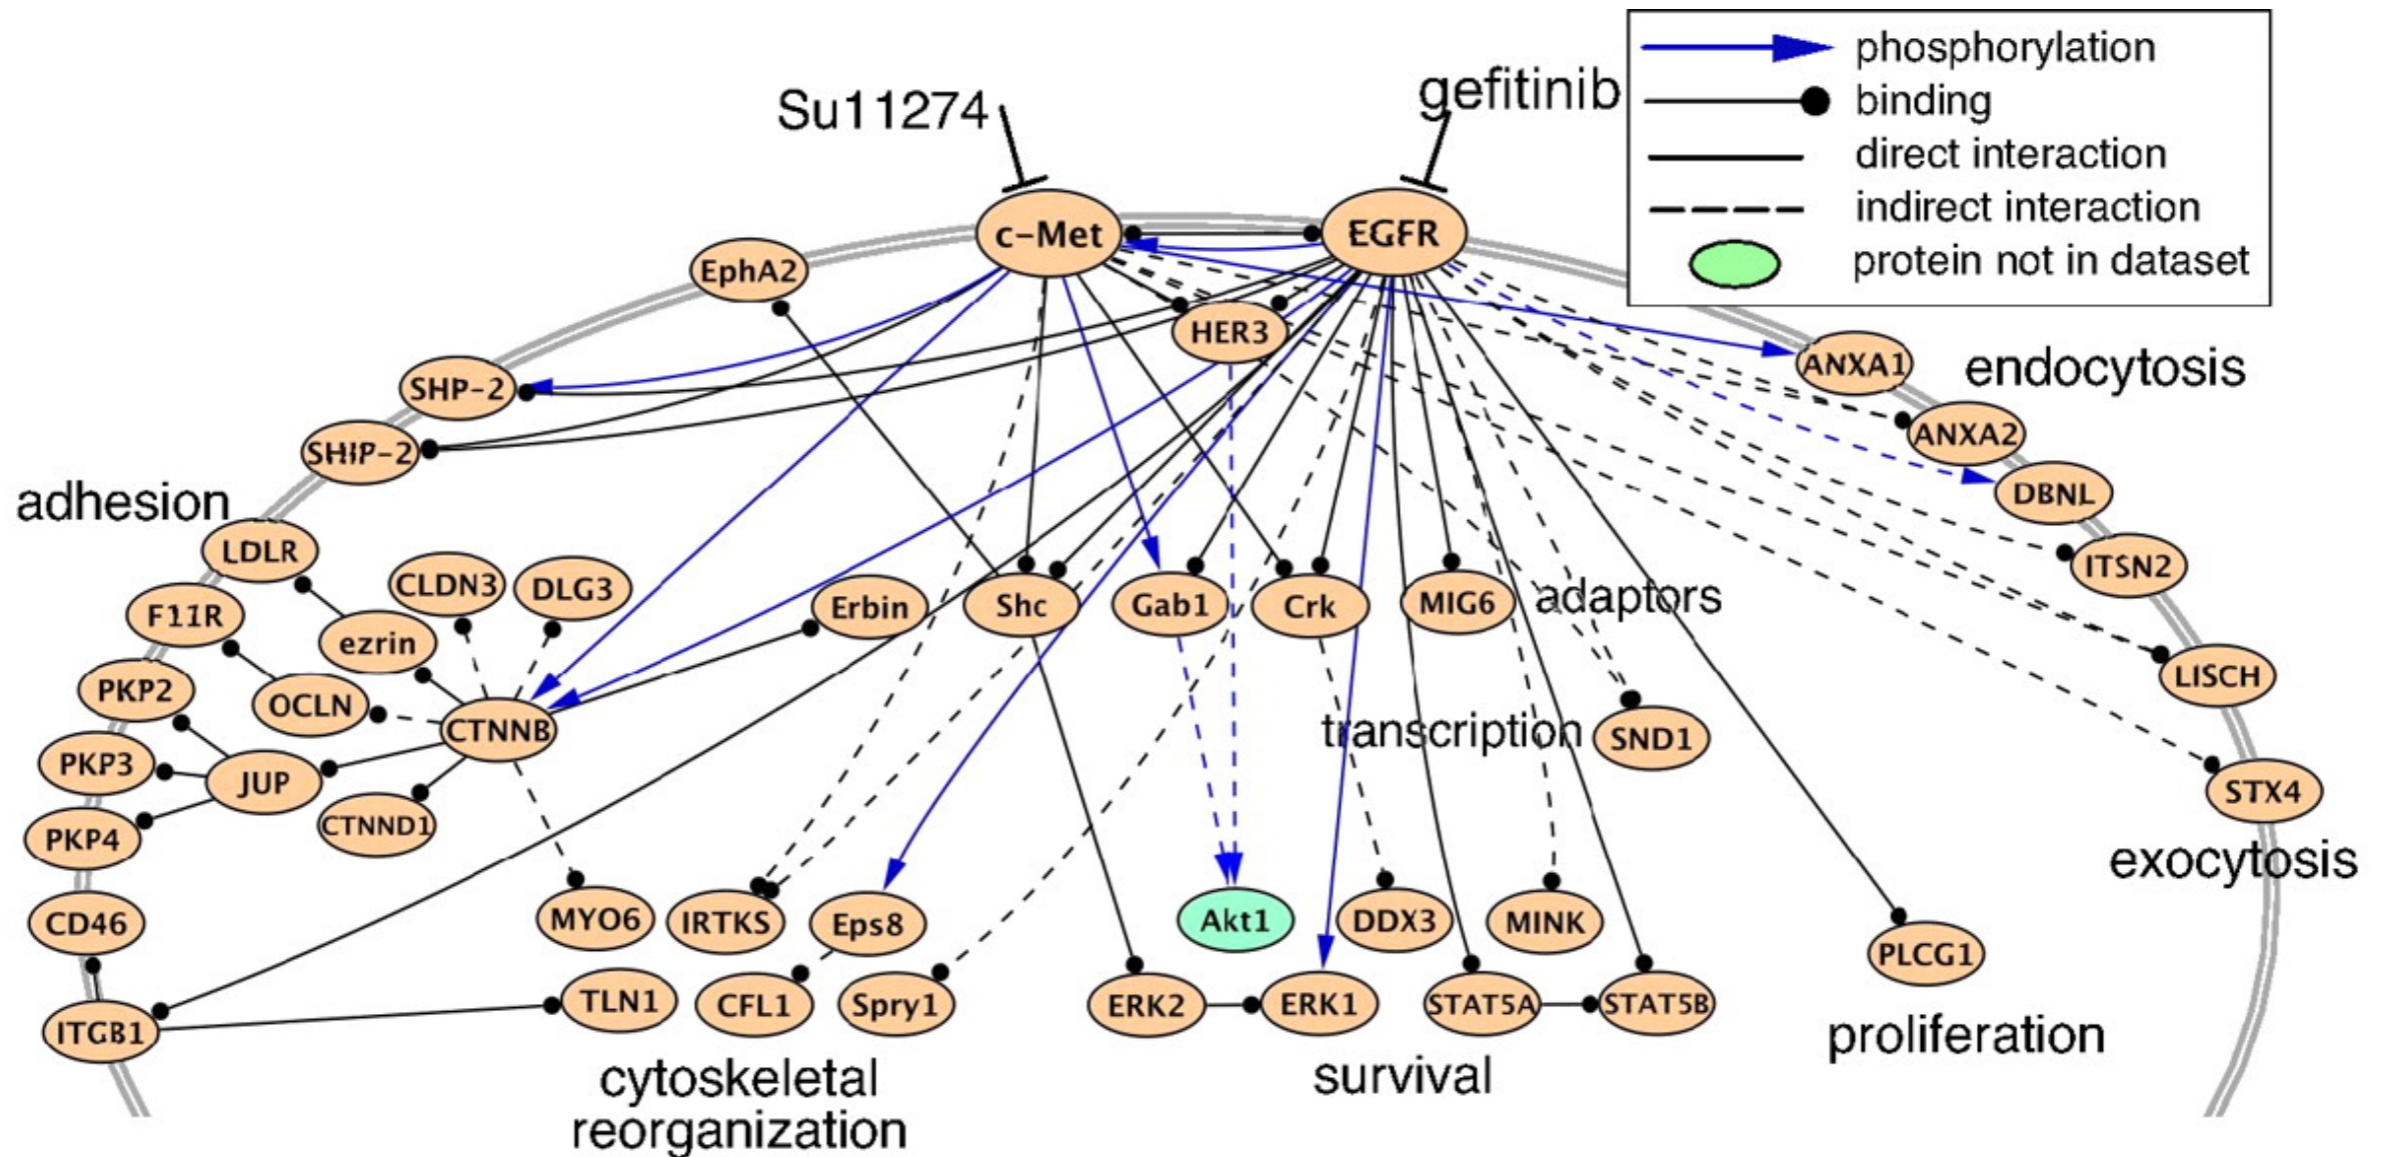 phosphorylation
binding
direct interaction
indirect interaction
protein not in dataset
Su11274
gefitinib
c-Met
EGFR
EphA2
HER3
SHP-2
SHIP-2
ANXA1
endocytosis
ANXA2
DBNL
adhesion
LDLR
CLDN3
DLG3
ITSN2
F11R
ezrin
Erbin
Shc
Gab1
Crk
MIG6
adaptors
PKP2
OCLN
CTNNB
LISCH
transcription
SND1
PKP3
JUP
STX4
PKP4
CTNND1
exocytosis
CD46
MYO6
IRTKS
Eps8
Akt1
DDX3
MINK
PLCG1
ITGB1
TLN1
CFL1
Spry1
ERK2
ERK1
STAT5A
STAT5B
proliferation
cytoskeletal
reorganization
survival